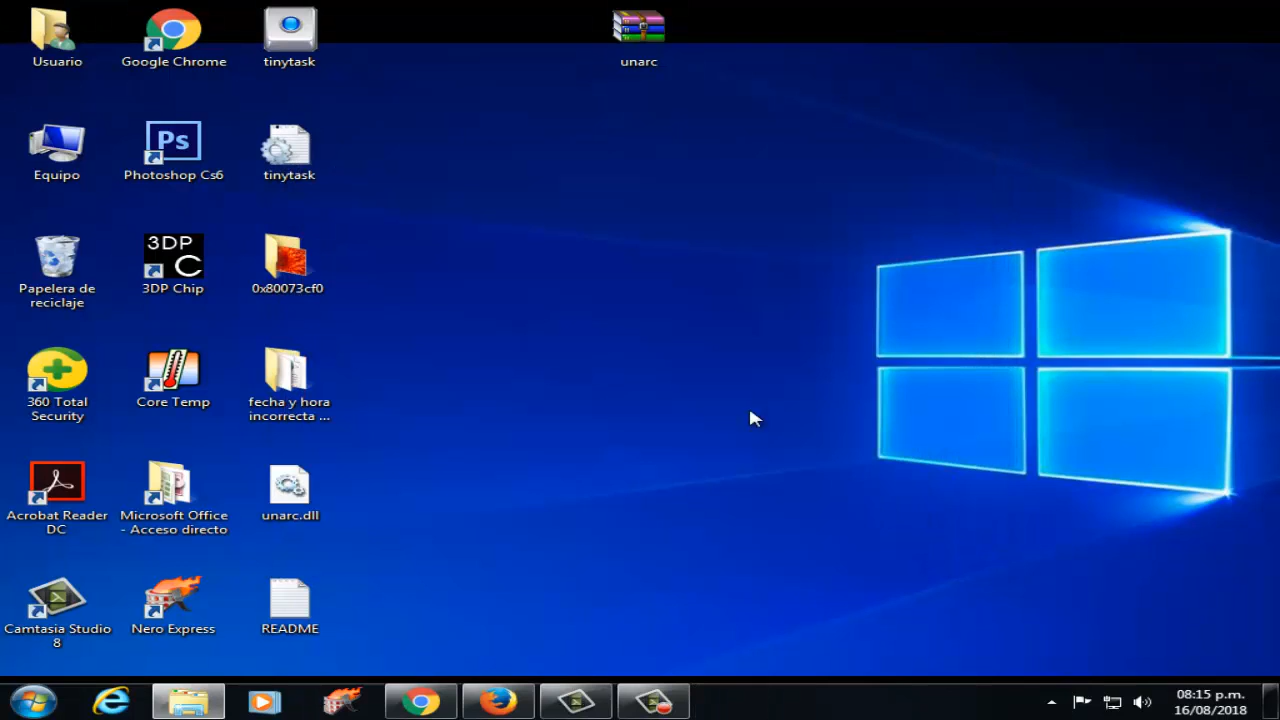 Usuario
Google Chrome
tinytask
unarc
Ps
Equipo
Photoshop Cs6
tinytask
3DP
C
Papelera de
reciclaje
3DP Chip
0x80073cf0
360 Total
Security
Core Temp
fecha y hora
incorrecta ...
Acrobat Reader
DC
Microsoft Office
- Acceso directo
unarc.dll
Camtasia Studio
8
Nero Express
README
08:15 p.m.
16/08/2018